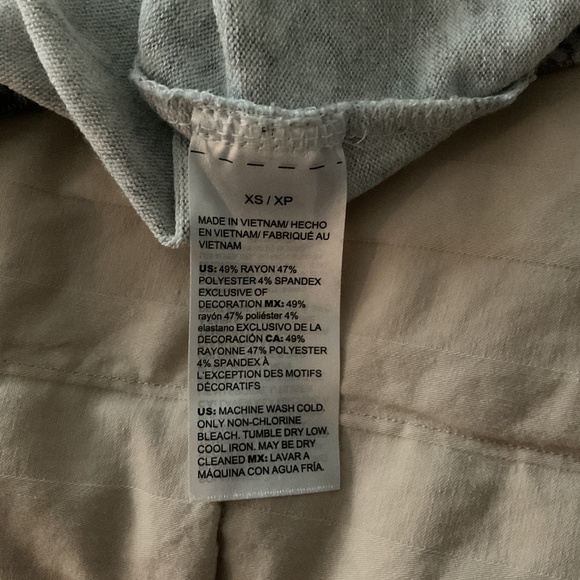 XS / XP
MADE IN VIETNAM/ HECHO
EN VIETNAM/ FABRIQUÉ AU
VIETNAM
US: 49% RAYON 47%
POLYESTER 4% SPANDEX
EXCLUSIVE OF
DECORATION MX: 49%
rayón 47% poliéster 4%
elastano EXCLUSIVO DE LA
DECORACIÓN CA: 49%
RAYONNE 47% POLYESTER
4% SPANDEX À
L'EXCEPTION DES MOTIFS
DÉCORATIFS
US: MACHINE WASH COLD.
ONLY NON-CHLORINE
BLEACH. TUMBLE DRY LOW.
COOL IRON. MAY BE DRY
CLEANED MX: LAVAR A
MÁQUINA CON AGUA FRÍA.